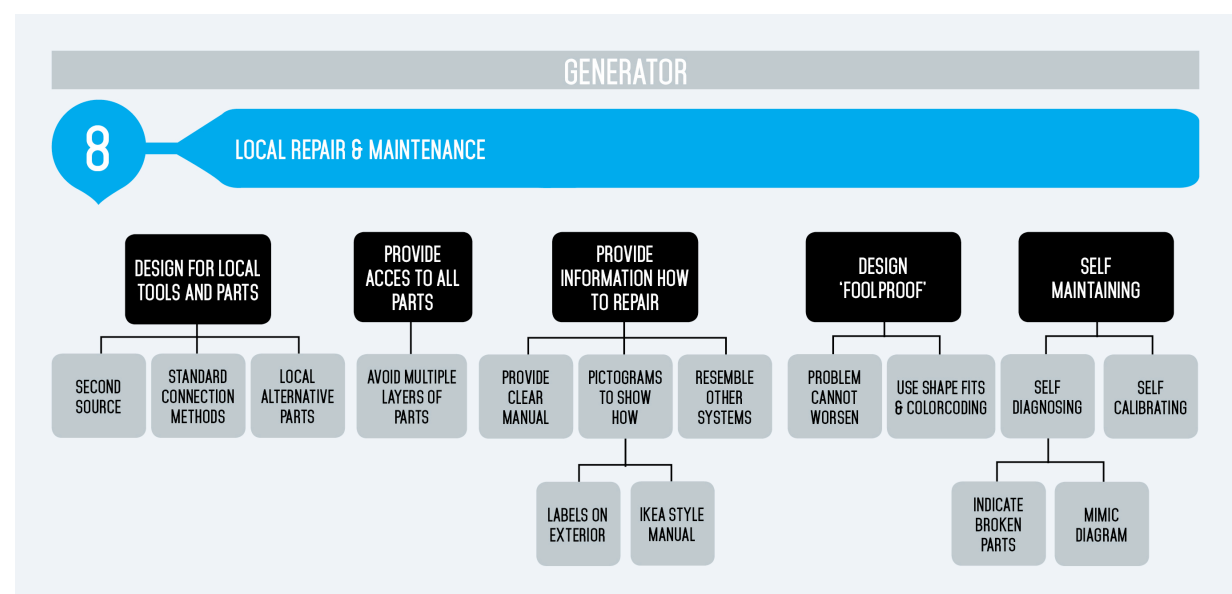 GENERATOR
8
LOCAL REPAIR & MAINTENANCE
DESIGN FOR LOCAL
TOOLS AND PARTS
PROVIDE
ACCES TO ALL
PARTS
PROVIDE
INFORMATION HOW
TO REPAIR
DESIGN
'FOOLPROOF'
SELF
MAINTAINING
SECOND
SOURCE
STANDARD
CONNECTION
METHODS
LOCAL
ALTERNATIVE
PARTS
AVOID MULTIPLE
LAYERS OF
PARTS
PROVIDE
CLEAR
MANUAL
PICTOGRAMS
TO SHOW
HOW
RESEMBLE
OTHER
SYSTEMS
PROBLEM
CANNOT
WORSEN
USE SHAPE FITS
& COLORCODING
SELF
DIAGNOSING
SELF
CALIBRATING
LABELS ON
EXTERIOR
IKEA STYLE
MANUAL
INDICATE
BROKEN
PARTS
MIMIC
DIAGRAM